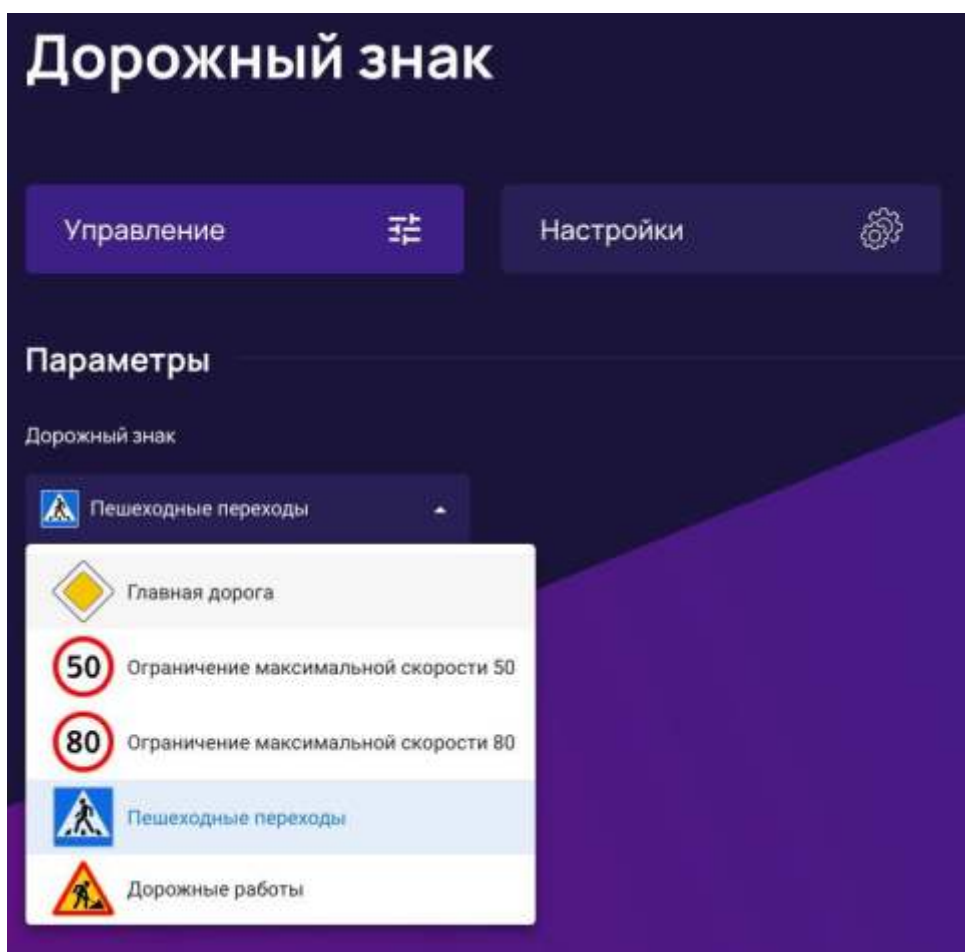 Дорожный знак
Управление
Настройки
Параметры
Дорожный знак
Пешеходные переходы
Главная дорога
50 Ограничение максимальной скорости 50
80 Ограничение максимальной скорости 80
Пешеходные переходы
Дорожные работы